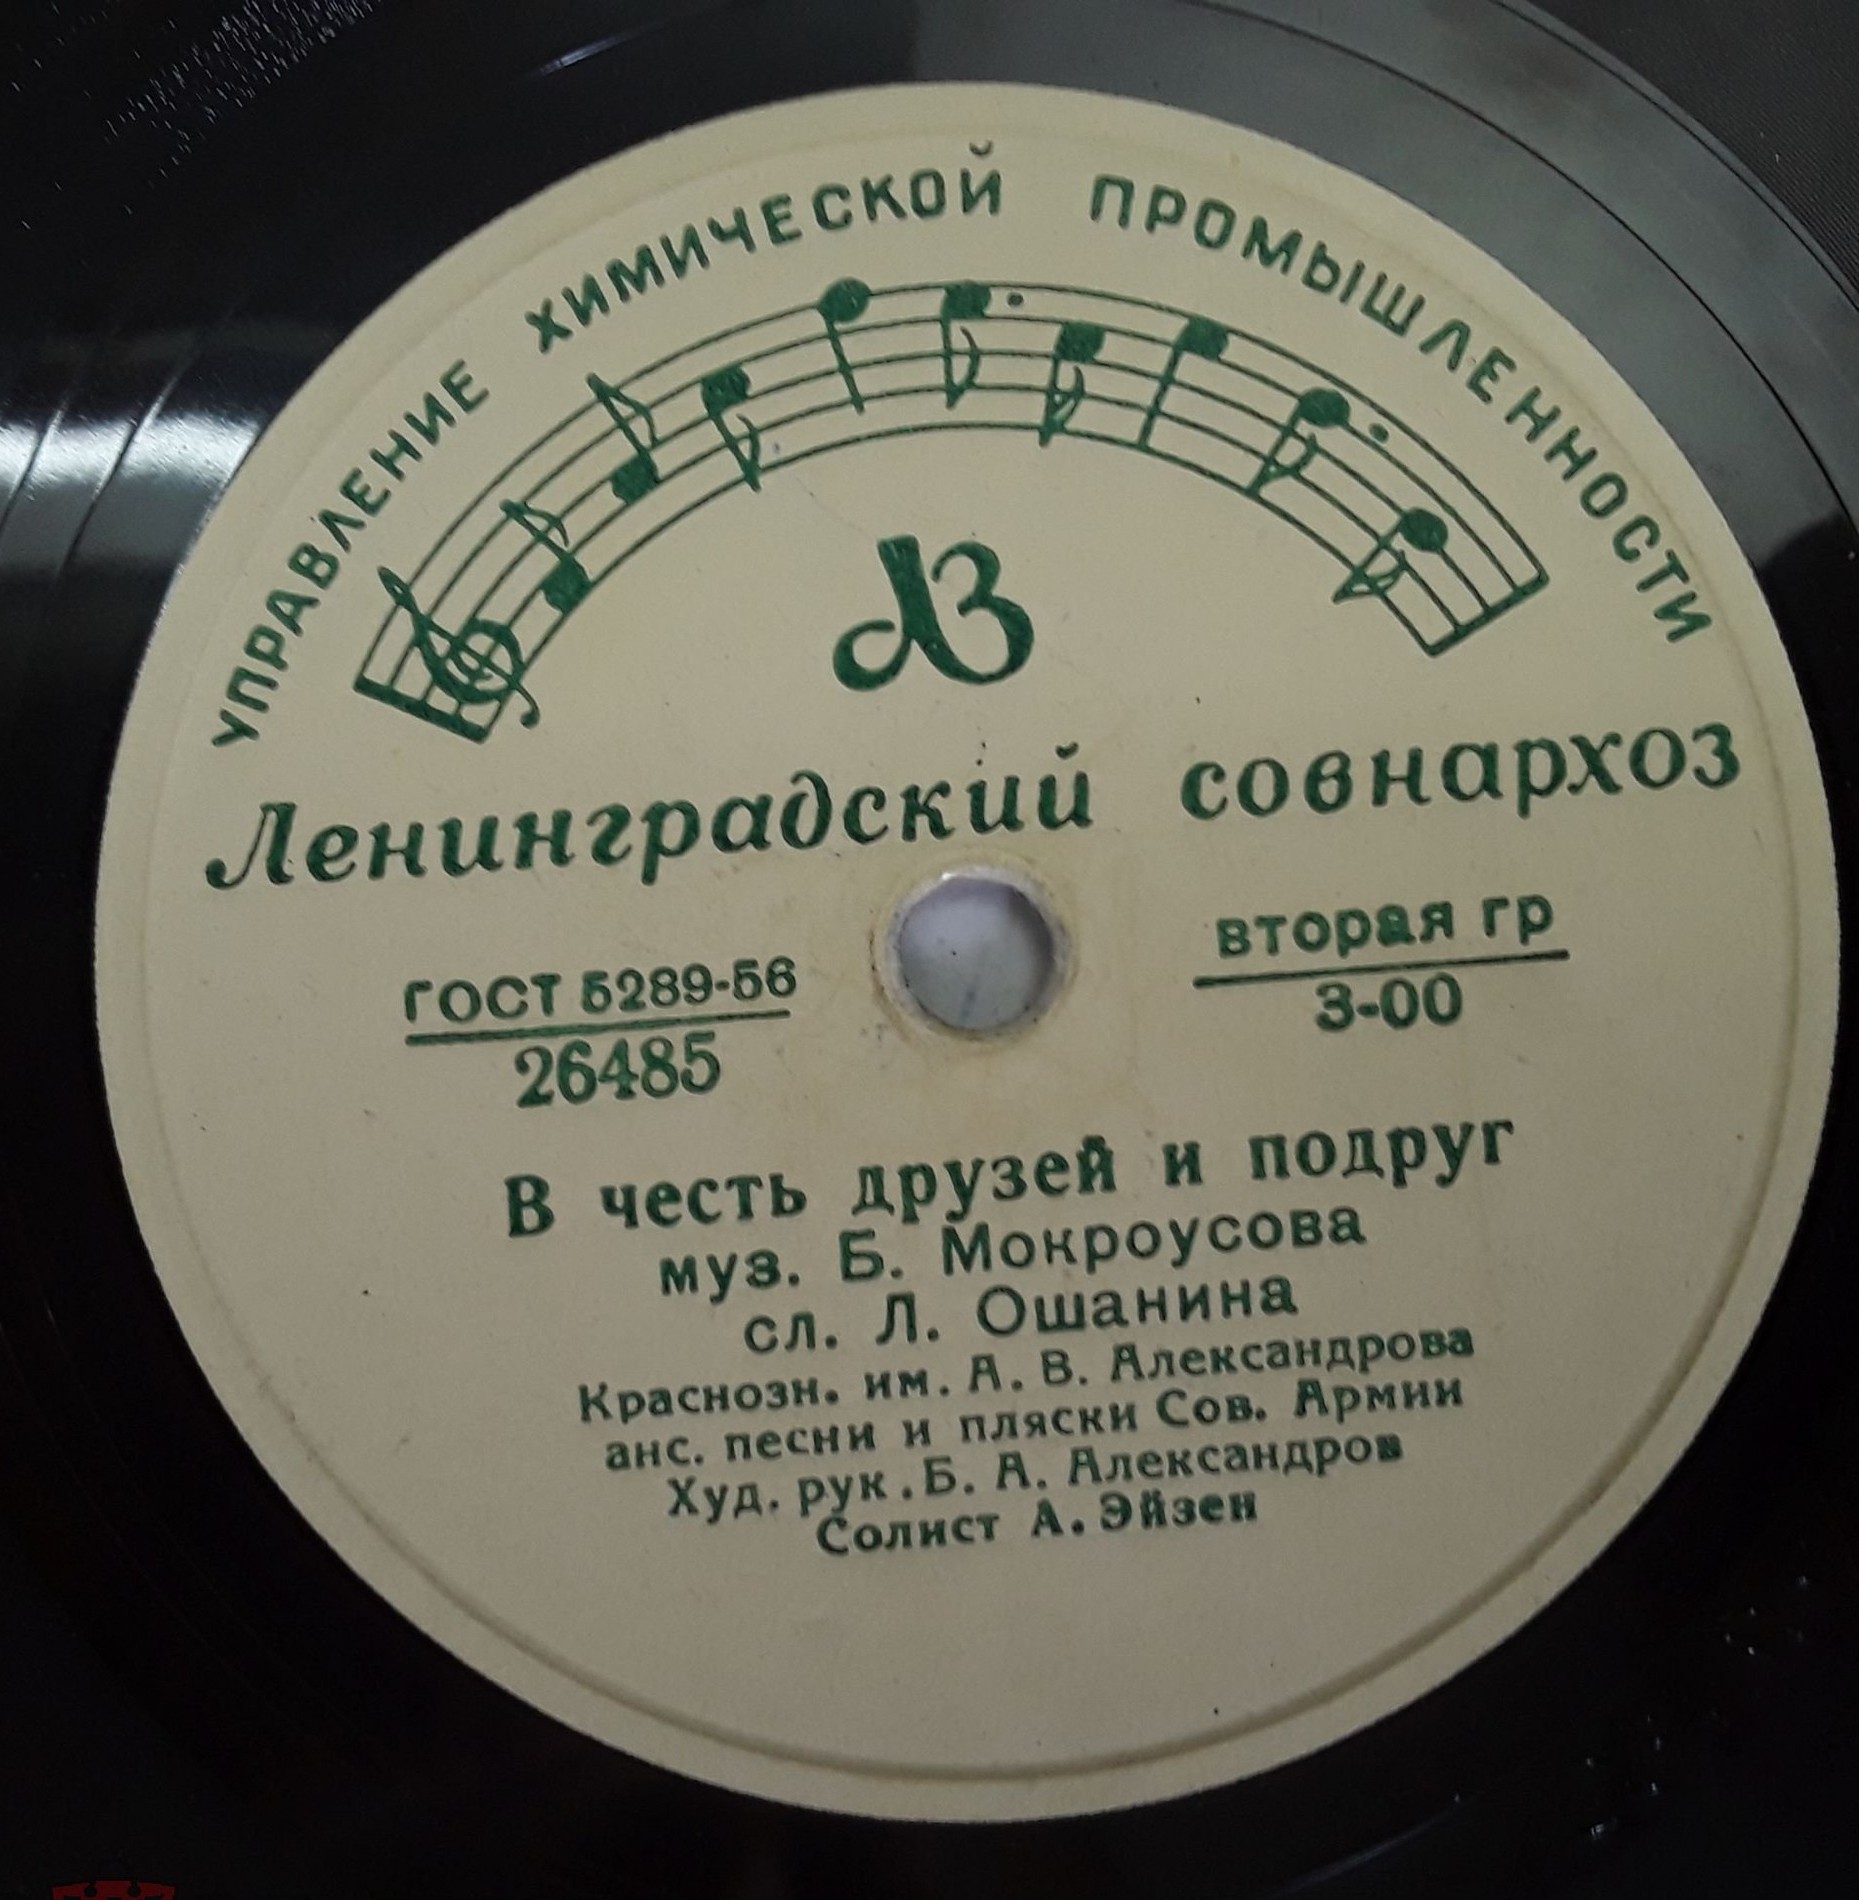 УПРАВЛЕНИЕ ХИМИЧЕСКОЙ ПРОМЫШЛЕННОСТИ
ЛЗ
Ленинградский совнархоз
ГОСТ 5289-56
26485
вторая гр
3-00
В честь друзей и подруг
муз. Б. Мокроусова
сл. Л. Ошанина
Краснозн. им. А. В. Александрова
анс. песни и пляски Сов. Армии
Худ. рук. Б. А. Александров
Солист А. Эйзен